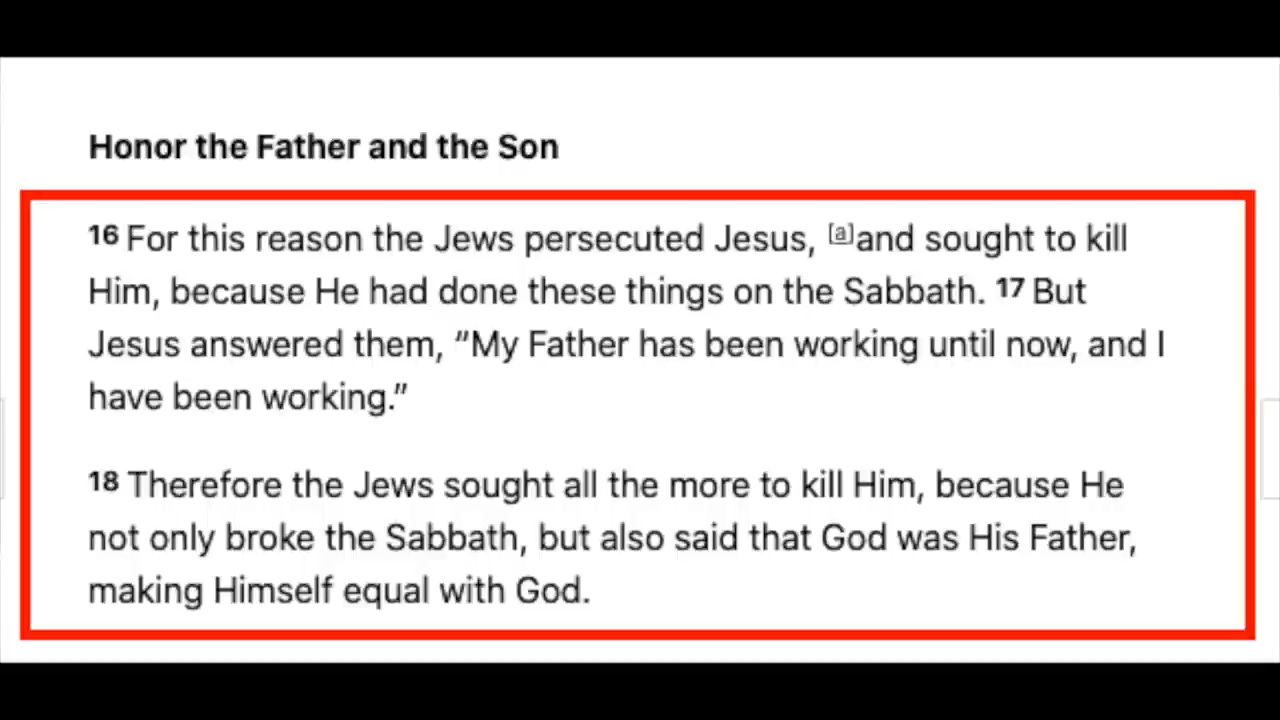 Honor the Father and the Son
16 For this reason the Jews persecuted Jesus, [a]and sought to kill
Him, because He had done these things on the Sabbath. 17 But
Jesus answered them, “My Father has been working until now, and I
have been working.”
18 Therefore the Jews sought all the more to kill Him, because He
not only broke the Sabbath, but also said that God was His Father,
making Himself equal with God.